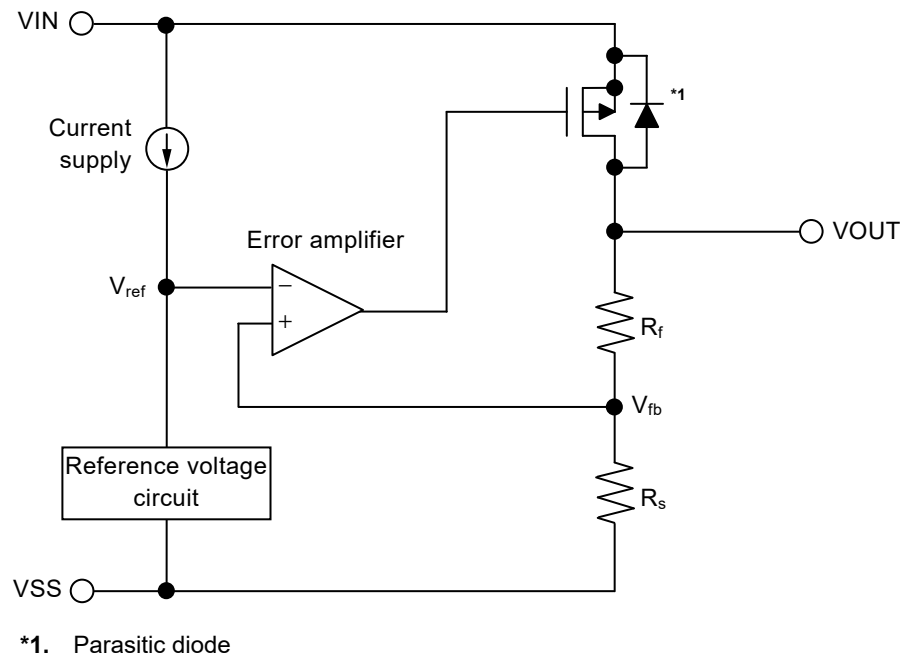 VIN
*1
Current
supply
Error amplifier
VOUT
Vref
−
+
Rf
Vfb
Reference voltage
circuit
Rs
VSS
*1. Parasitic diode